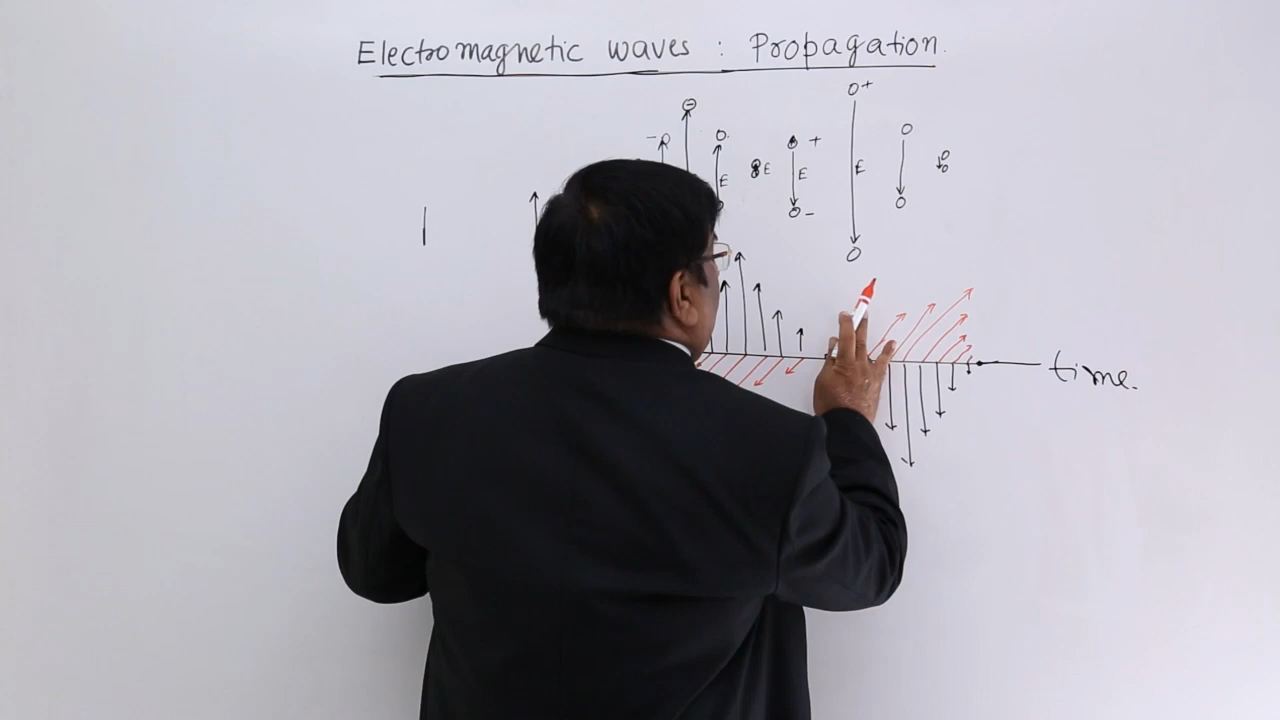 Electromagnetic waves : Propagation.
+
-
+
E
E
E
E
-
time.